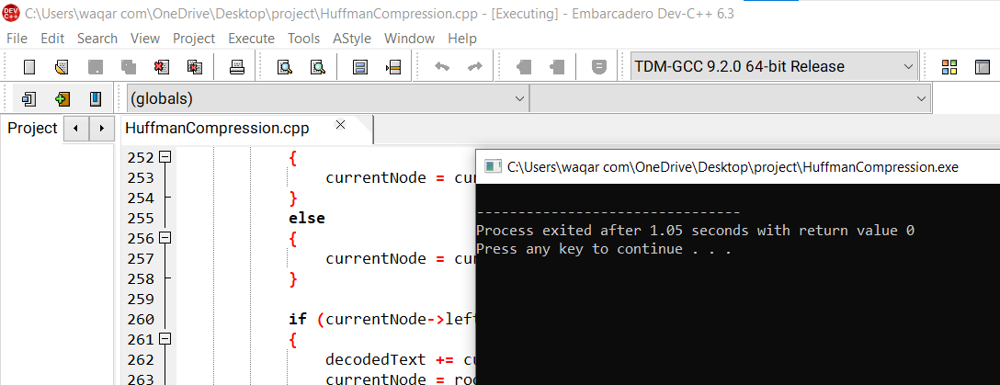 C:\Users\waqar com\OneDrive\Desktop\project\HuffmanCompression.cpp - [Executing] - Embarcadero Dev-C++ 6.3
File Edit Search View Project Execute Tools AStyle Window Help
TDM-GCC 9.2.0 64-bit Release
(globals)
Project HuffmanCompression.cpp
252 {
253 currentNode = cur
254 }
255 else
256 {
257 currentNode = cur
258 }
259
260 if (currentNode->left
261 {
262 decodedText += cu
263 currentNode = roo
C:\Users\waqar com\OneDrive\Desktop\project\HuffmanCompression.exe
--------------------------------
Process exited after 1.05 seconds with return value 0
Press any key to continue . . .